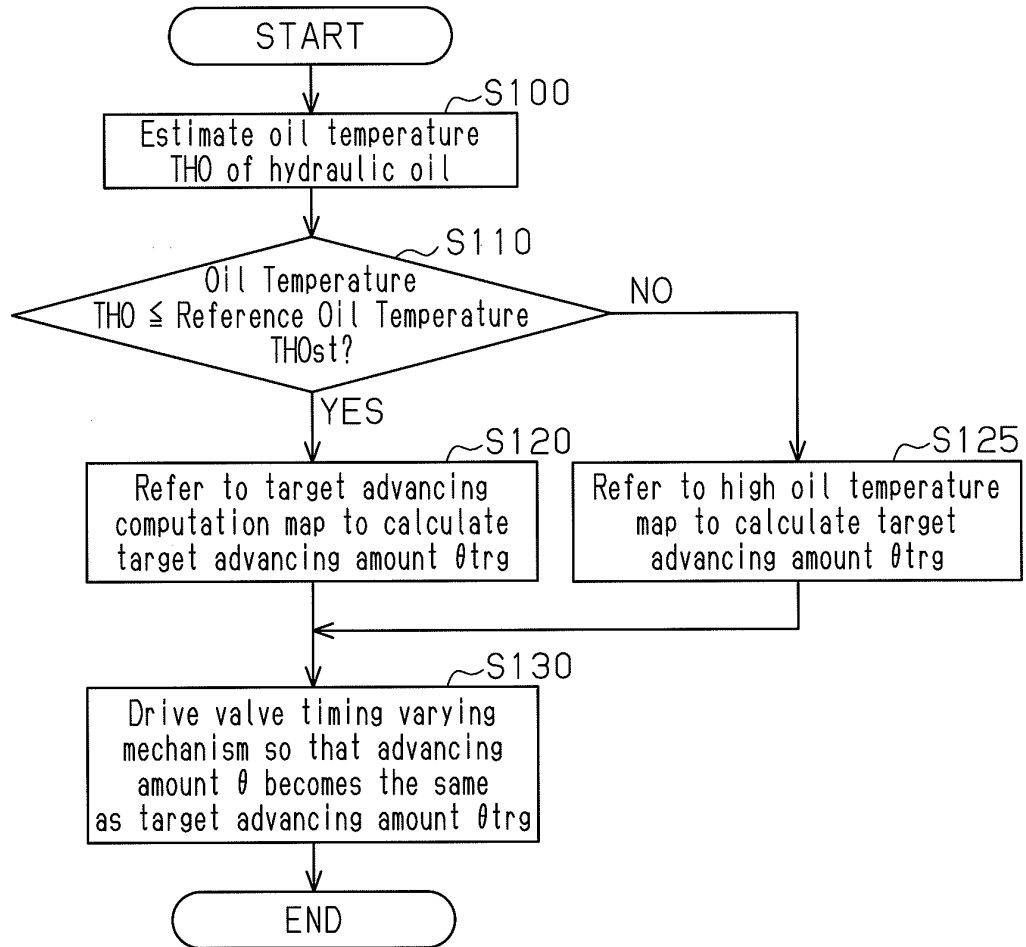 START
S100
Estimate oil temperature
THO of hydraulic oil
S110
Oil Temperature
THO ≦ Reference Oil Temperature
THOst?
NO
YES
S120
Refer to target advancing
computation map to calculate
target advancing amount θtrg
S125
Refer to high oil temperature
map to calculate target
advancing amount θtrg
S130
Drive valve timing varying
mechanism so that advancing
amount θ becomes the same
as target advancing amount θtrg
END